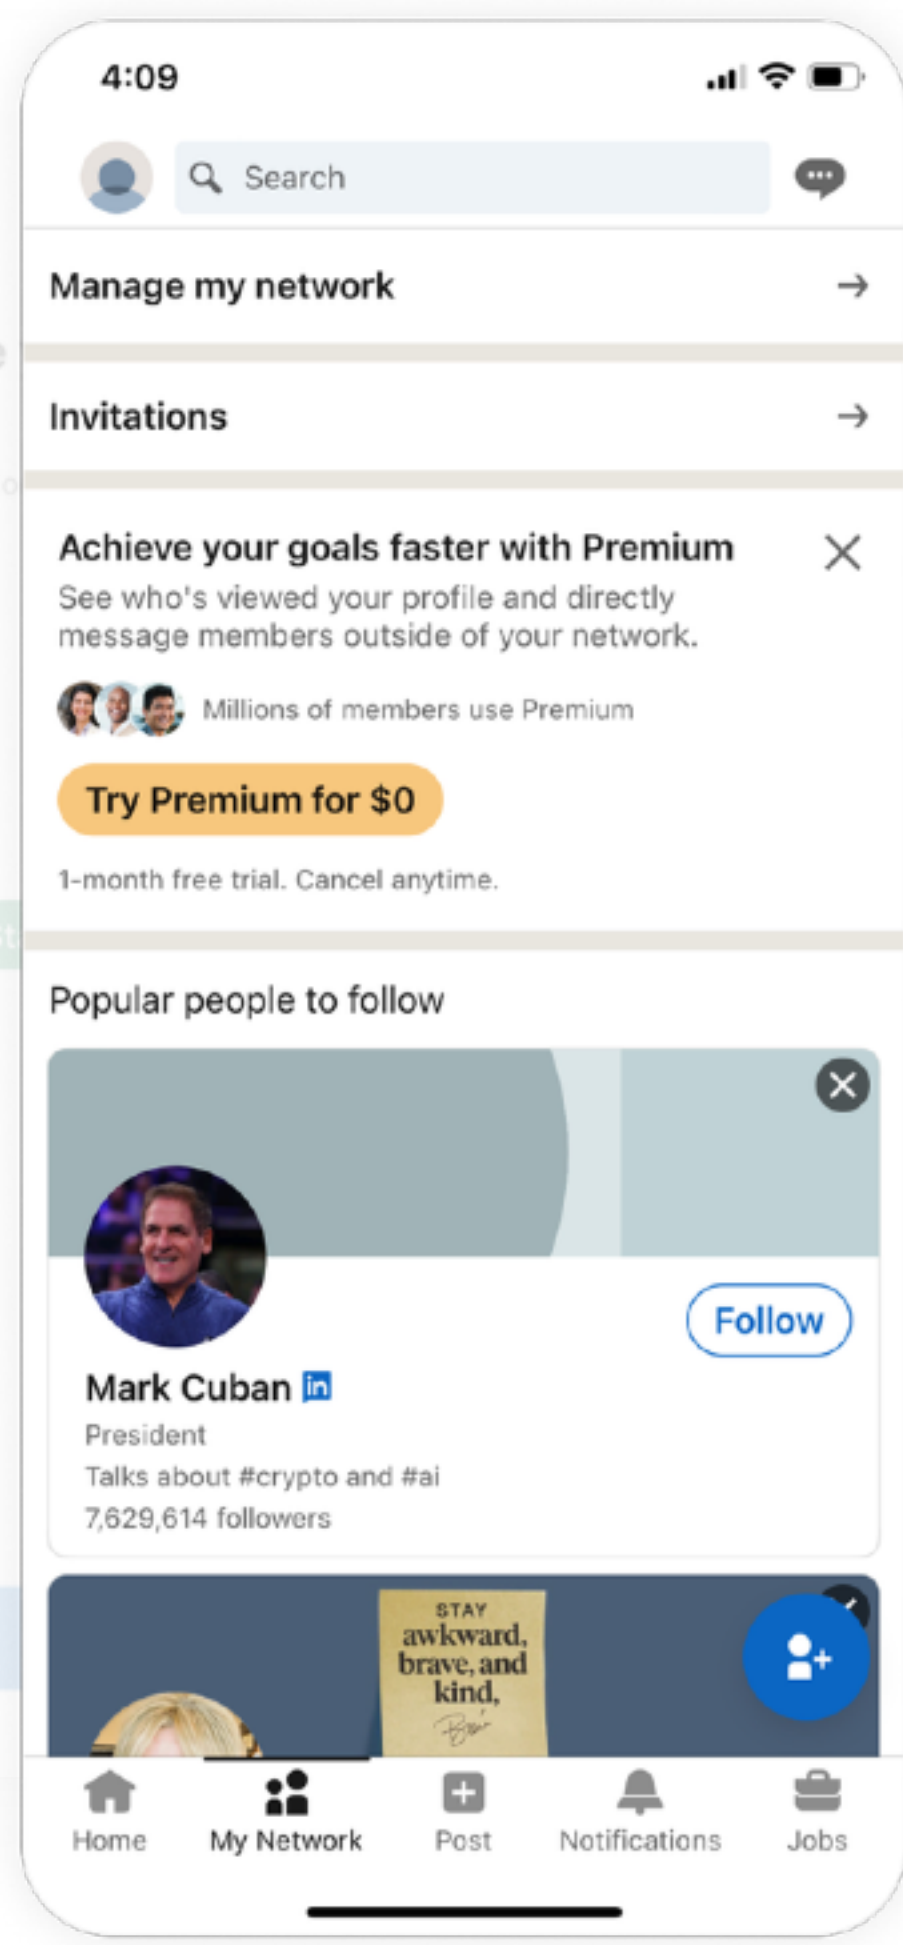 4:09
Search
Manage my network
Invitations
Achieve your goals faster with Premium
See who's viewed your profile and directly
message members outside of your network.
Millions of members use Premium
Try Premium for $0
1-month free trial. Cancel anytime.
Popular people to follow
Follow
Mark Cuban in
President
Talks about #crypto and #ai
7,629,614 followers
STAY
awkward,
brave, and
kind,
Home
My Network
Post
Notifications
Jobs